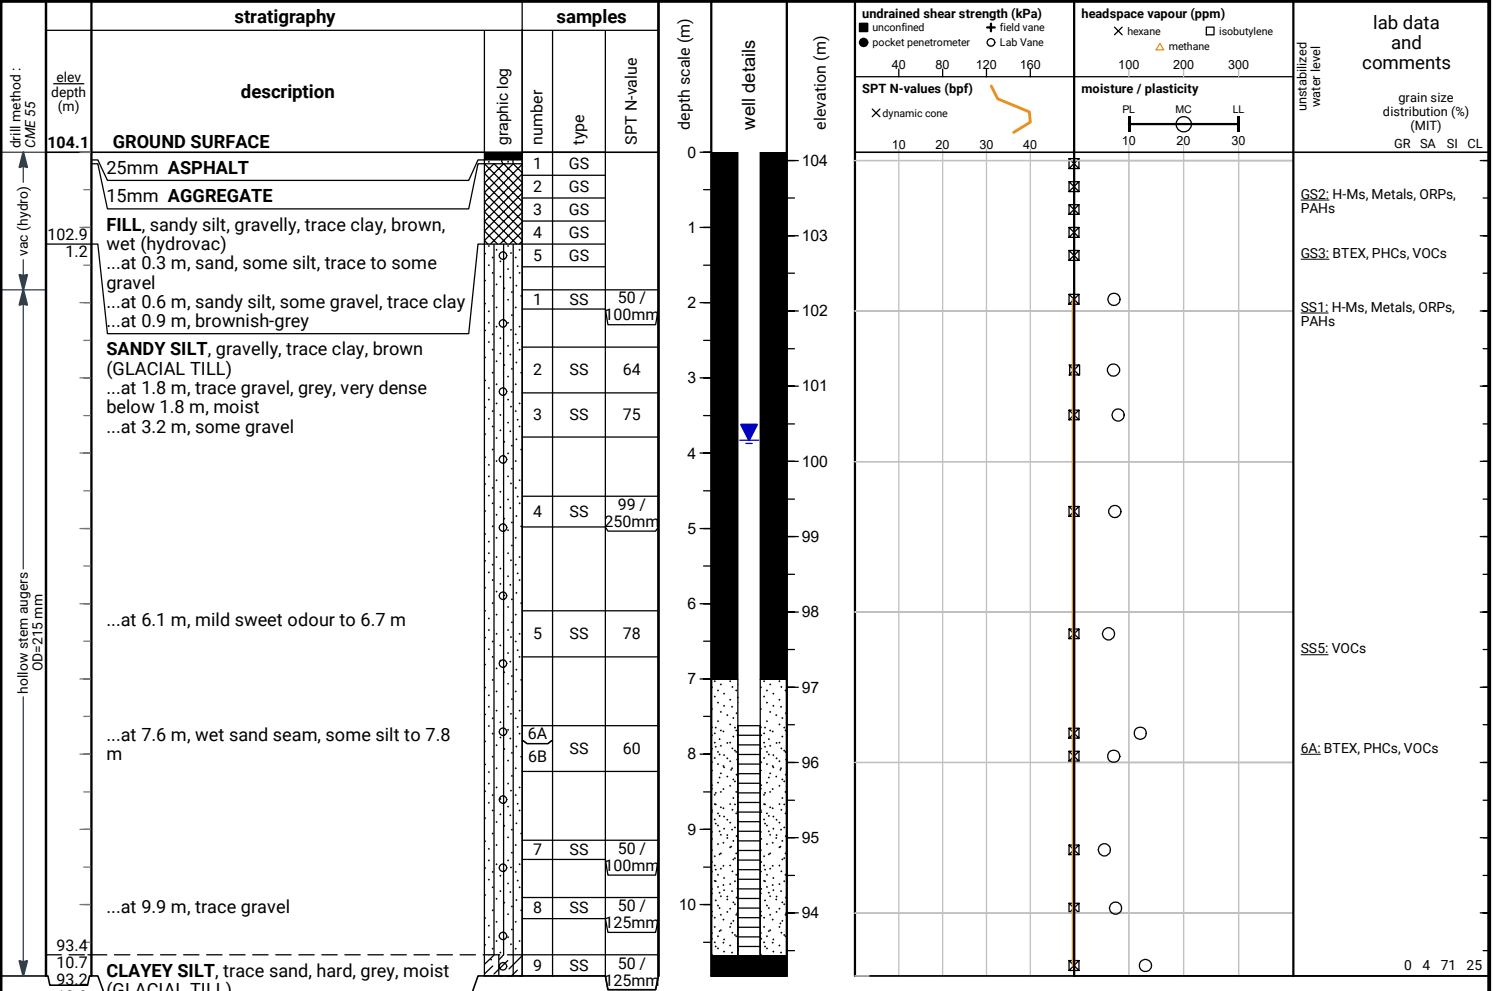 stratigraphy
samples
drill method :
CME 55
elev
depth
(m)
description
graphic log
number
type
SPT N-value
depth scale (m)
well details
elevation (m)
undrained shear strength (kPa)
unconfined
field vane
pocket penetrometer
Lab Vane
40 80 120 160
SPT N-values (bpf)
dynamic cone
10 20 30 40
headspace vapour (ppm)
hexane
isobutylene
methane
100 200 300
moisture / plasticity
PL MC LL
10 20 30
unstabilized
water level
lab data
and
comments
grain size
distribution (%)
(MIT)
GR SA SI CL
104.1 GROUND SURFACE
vac (hydro)
hollow stem augers
OD=215 mm
25mm ASPHALT
15mm AGGREGATE
FILL, sandy silt, gravelly, trace clay, brown,
wet (hydrovac)
...at 0.3 m, sand, some silt, trace to some
gravel
...at 0.6 m, sandy silt, some gravel, trace clay
...at 0.9 m, brownish-grey
102.9
1.2
SANDY SILT, gravelly, trace clay, brown
(GLACIAL TILL)
...at 1.8 m, trace gravel, grey, very dense
below 1.8 m, moist
...at 3.2 m, some gravel
...at 6.1 m, mild sweet odour to 6.7 m
...at 7.6 m, wet sand seam, some silt to 7.8
m
...at 9.9 m, trace gravel
93.4
10.7
93.2
CLAYEY SILT, trace sand, hard, grey, moist
(GLACIAL TILL)
1 GS
2 GS
3 GS
4 GS
5 GS
1 SS 50 /
100mm
2 SS 64
3 SS 75
4 SS 99 /
250mm
5 SS 78
6A
6B
SS 60
7 SS 50 /
100mm
8 SS 50 /
125mm
9 SS 50 /
125mm
0
1
2
3
4
5
6
7
8
9
10
104
103
102
101
100
99
98
97
96
95
94
GS2: H-Ms, Metals, ORPs,
PAHs
GS3: BTEX, PHCs, VOCs
SS1: H-Ms, Metals, ORPs,
PAHs
SS5: VOCs
6A: BTEX, PHCs, VOCs
0 4 71 25